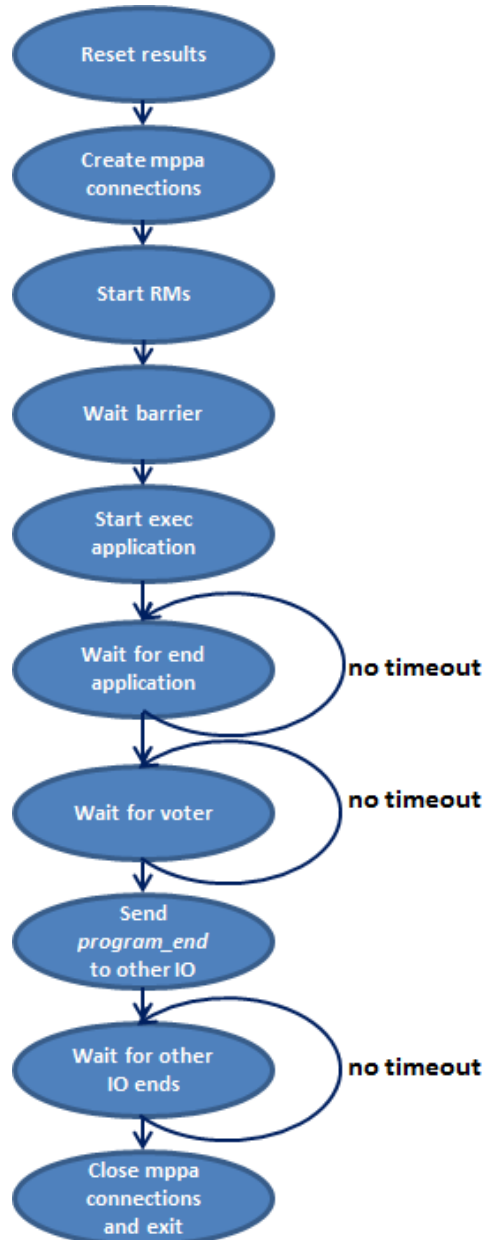 Reset results
Create mppa
connections
Start RMs
Wait barrier
Start exec
application
Wait for end
application
no timeout
Wait for voter
no timeout
Send
program_end
to other IO
Wait for other
IO ends
no timeout
Close mppa
connections
and exit